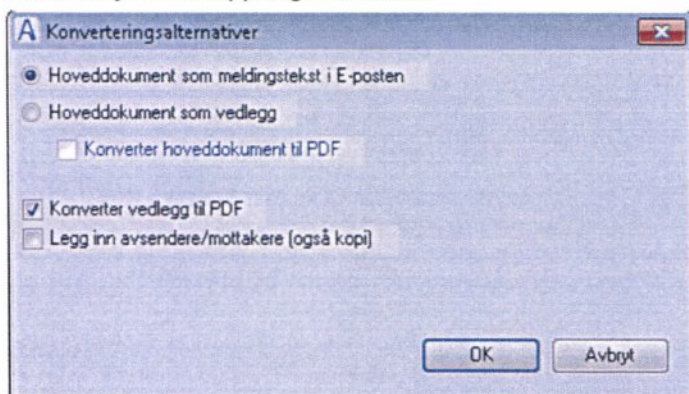 A Konverteringsalternativer
Hoveddokument som meldingstekst i E-posten
Hoveddokument som vedlegg
Konverter hoveddokument til PDF
Konverter vedlegg til PDF
Legg inn avsendere/mottakere (også kopi)
OK Avbryt